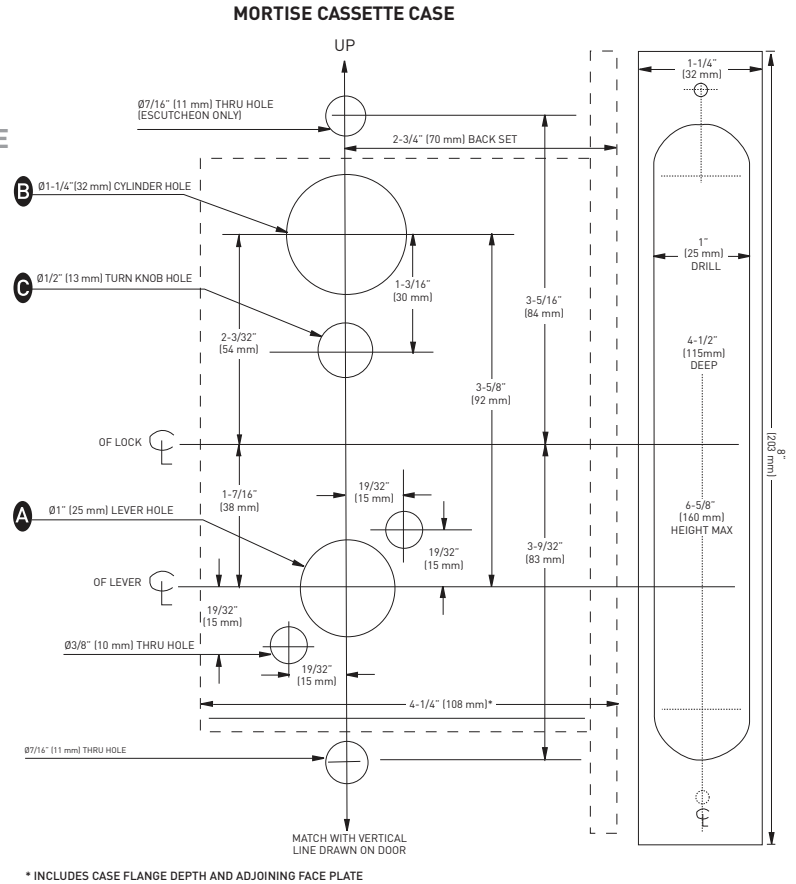 MORTISE CASSETTE CASE
UP
1-1/4"
(32 mm)
Ø7/16" (11 mm) THRU HOLE
(ESCUTCHEON ONLY)
E
2-3/4" (70 mm) BACK SET
B
Ø1-1/4"(32 mm) CYLINDER HOLE
1"
(25 mm)
DRILL
C
Ø1/2" (13 mm) TURN KNOB HOLE
1-3/16"
(30 mm)
3-5/16"
(84 mm)
2-3/32"
(54 mm)
4-1/2"
(115mm)
DEEP
3-5/8"
(92 mm)
OF LOCK CL
8"
(203 mm)
19/32"
(15 mm)
1-7/16"
(38 mm)
6-5/8"
(160 mm)
HEIGHT MAX
A
Ø1" (25 mm) LEVER HOLE
19/32"
(15 mm)
3-9/32"
(83 mm)
OF LEVER CL
19/32"
(15 mm)
Ø3/8" (10 mm) THRU HOLE
19/32"
(15 mm)
4-1/4" (108 mm)*
Ø7/16" (11 mm) THRU HOLE
CL
MATCH WITH VERTICAL
LINE DRAWN ON DOOR
* INCLUDES CASE FLANGE DEPTH AND ADJOINING FACE PLATE